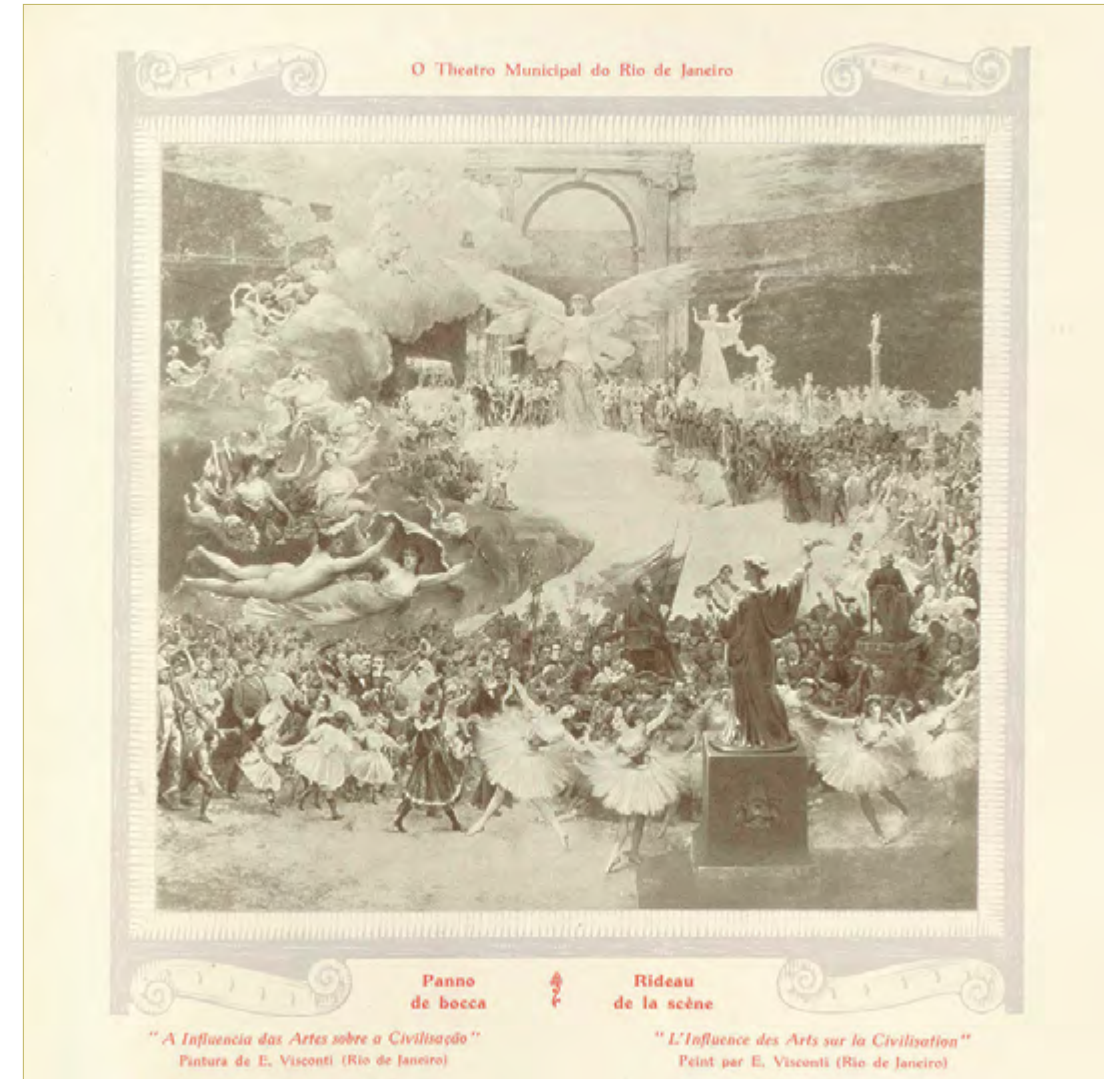 O Theatro Municipal do Rio de Janeiro
Panno
de bocca
Rideau
de la scène
"A Influencia das Artes sobre a Civilisação"
Pintura de E. Visconti (Rio de Janeiro)
"L'Influence des Arts sur la Civilisation"
Peint par E. Visconti (Rio de Janeiro)